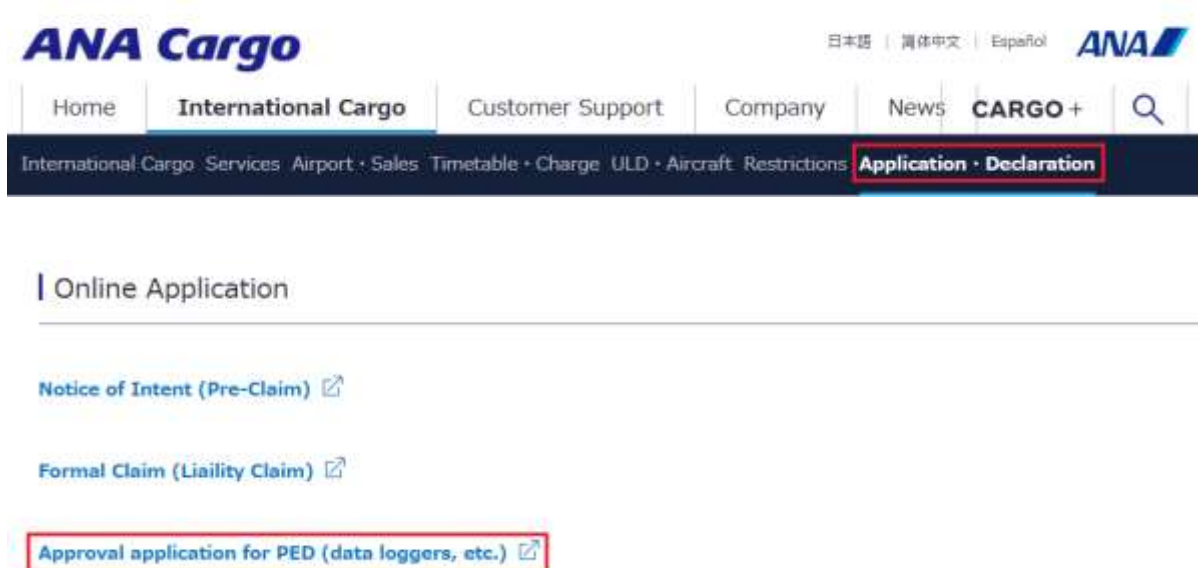 ANA Cargo
日本語 | 简体中文 | Español ANA
Home International Cargo Customer Support Company News CARGO+
International Cargo Services Airport・Sales Timetable・Charge ULD・Aircraft Restrictions Application・Declaration
Online Application
Notice of Intent (Pre-Claim)
Formal Claim (Liaility Claim)
Approval application for PED (data loggers, etc.)